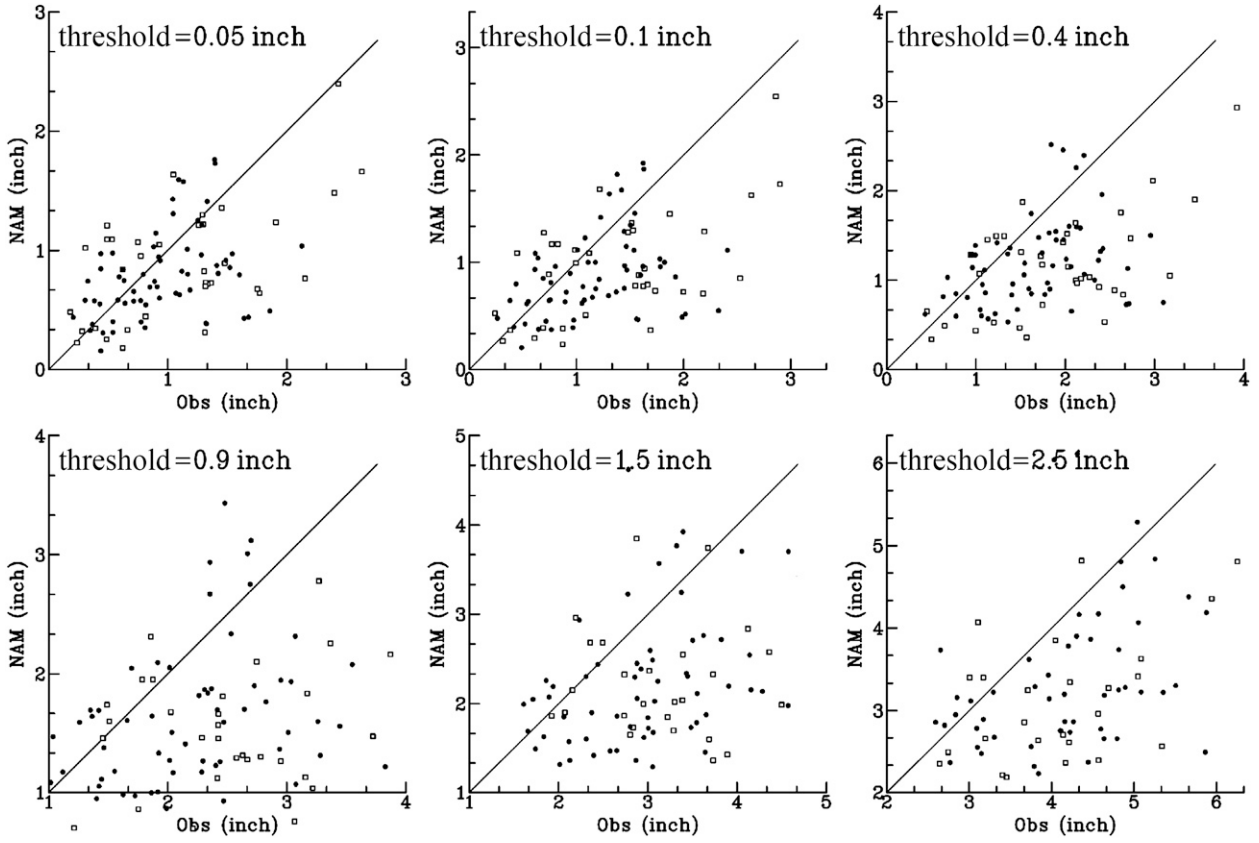 threshold=0.05 inch
NAM (inch)
3
2
1
0
1
2
3
Obs (inch)
threshold=0.1 inch
NAM (inch)
3
2
1
0
0
1
2
3
Obs (inch)
threshold=0.4 inch
NAM (inch)
4
3
2
1
0
0
1
2
3
4
Obs (inch)
threshold=0.9 inch
NAM (inch)
4
3
2
1
1
2
3
4
Obs (inch)
threshold=1.5 inch
NAM (inch)
5
4
3
2
1
1
2
3
4
5
Obs (inch)
threshold=2.5 inch
NAM (inch)
6
5
4
3
2
2
3
4
5
6
Obs (inch)